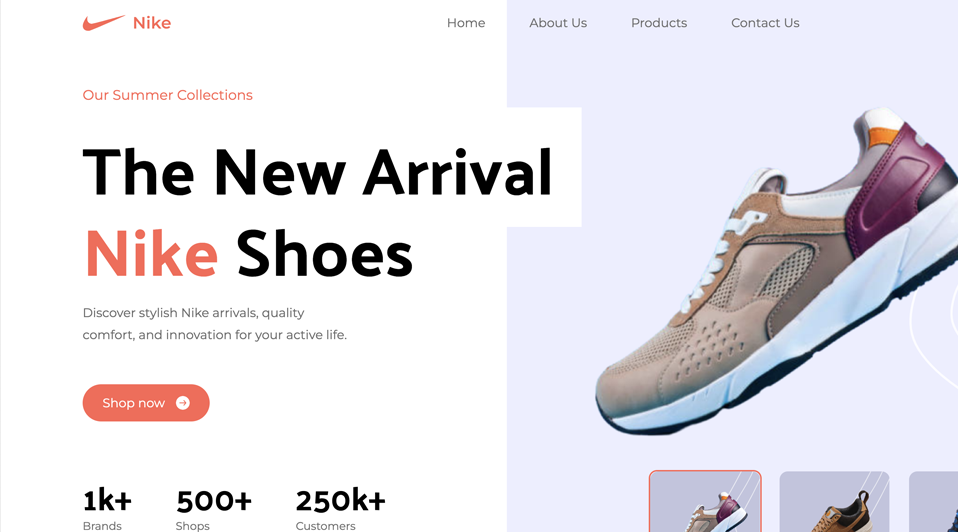 Nike
Home
About Us
Products
Contact Us
Our Summer Collections
The New Arrival
Nike Shoes
Discover stylish Nike arrivals, quality
comfort, and innovation for your active life.
Shop now
1k+
Brands
500+
Shops
250k+
Customers